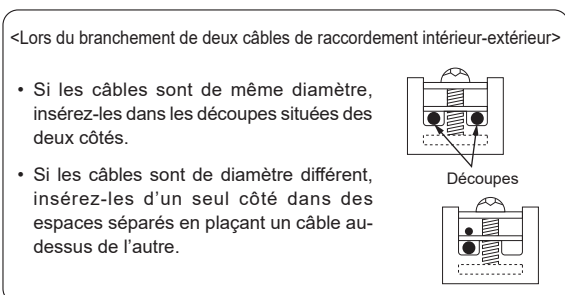 <Lors du branchement de deux câbles de raccordement intérieur-extérieur>
• Si les câbles sont de même diamètre,
insérez-les dans les découpes situées des
deux côtés.
• Si les câbles sont de diamètre différent,
insérez-les d'un seul côté dans des
espaces séparés en plaçant un câble au-
dessus de l'autre.
Découpes